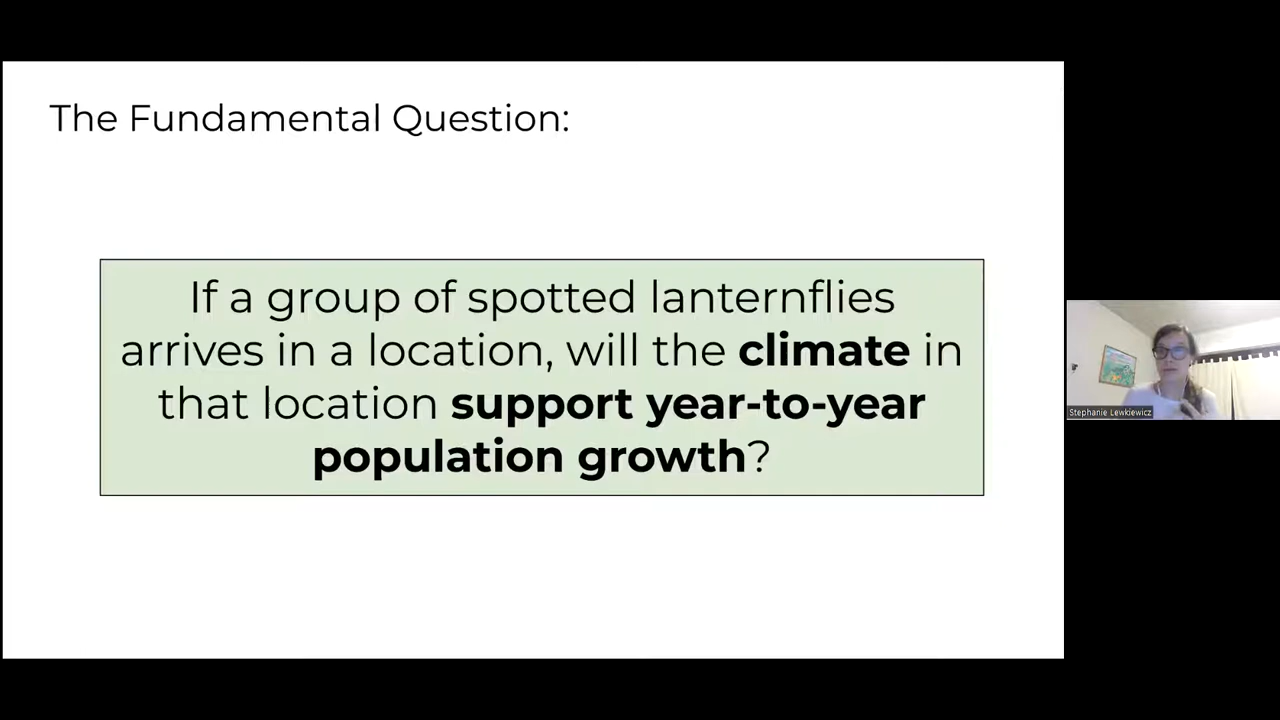 The Fundamental Question:
If a group of spotted lanternflies
arrives in a location, will the climate in
that location support year-to-year
population growth?
Stephanie Lewkiewicz